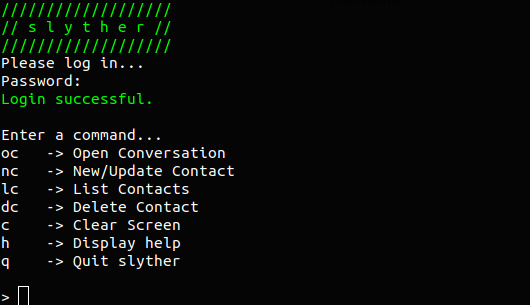 ///////////////////
// s l y t h e r //
///////////////////
Please log in...
Password:
Login successful.
Enter a command...
oc -> Open Conversation
nc -> New/Update Contact
lc -> List Contacts
dc -> Delete Contact
c -> Clear Screen
h -> Display help
q -> Quit slyther
>